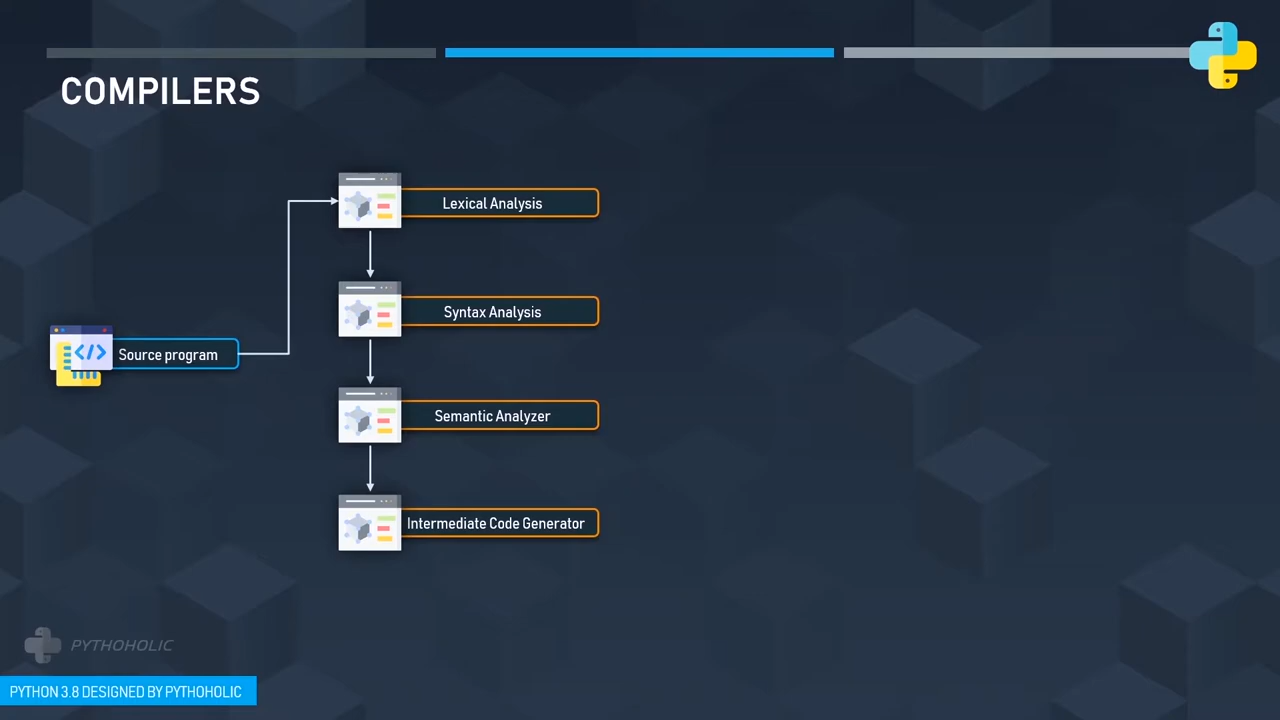 COMPILERS
Lexical Analysis
Syntax Analysis
Source program
Semantic Analyzer
Intermediate Code Generator
PYTHOHOLIC
PYTHON 3.8 DESIGNED BY PYTHOHOLIC